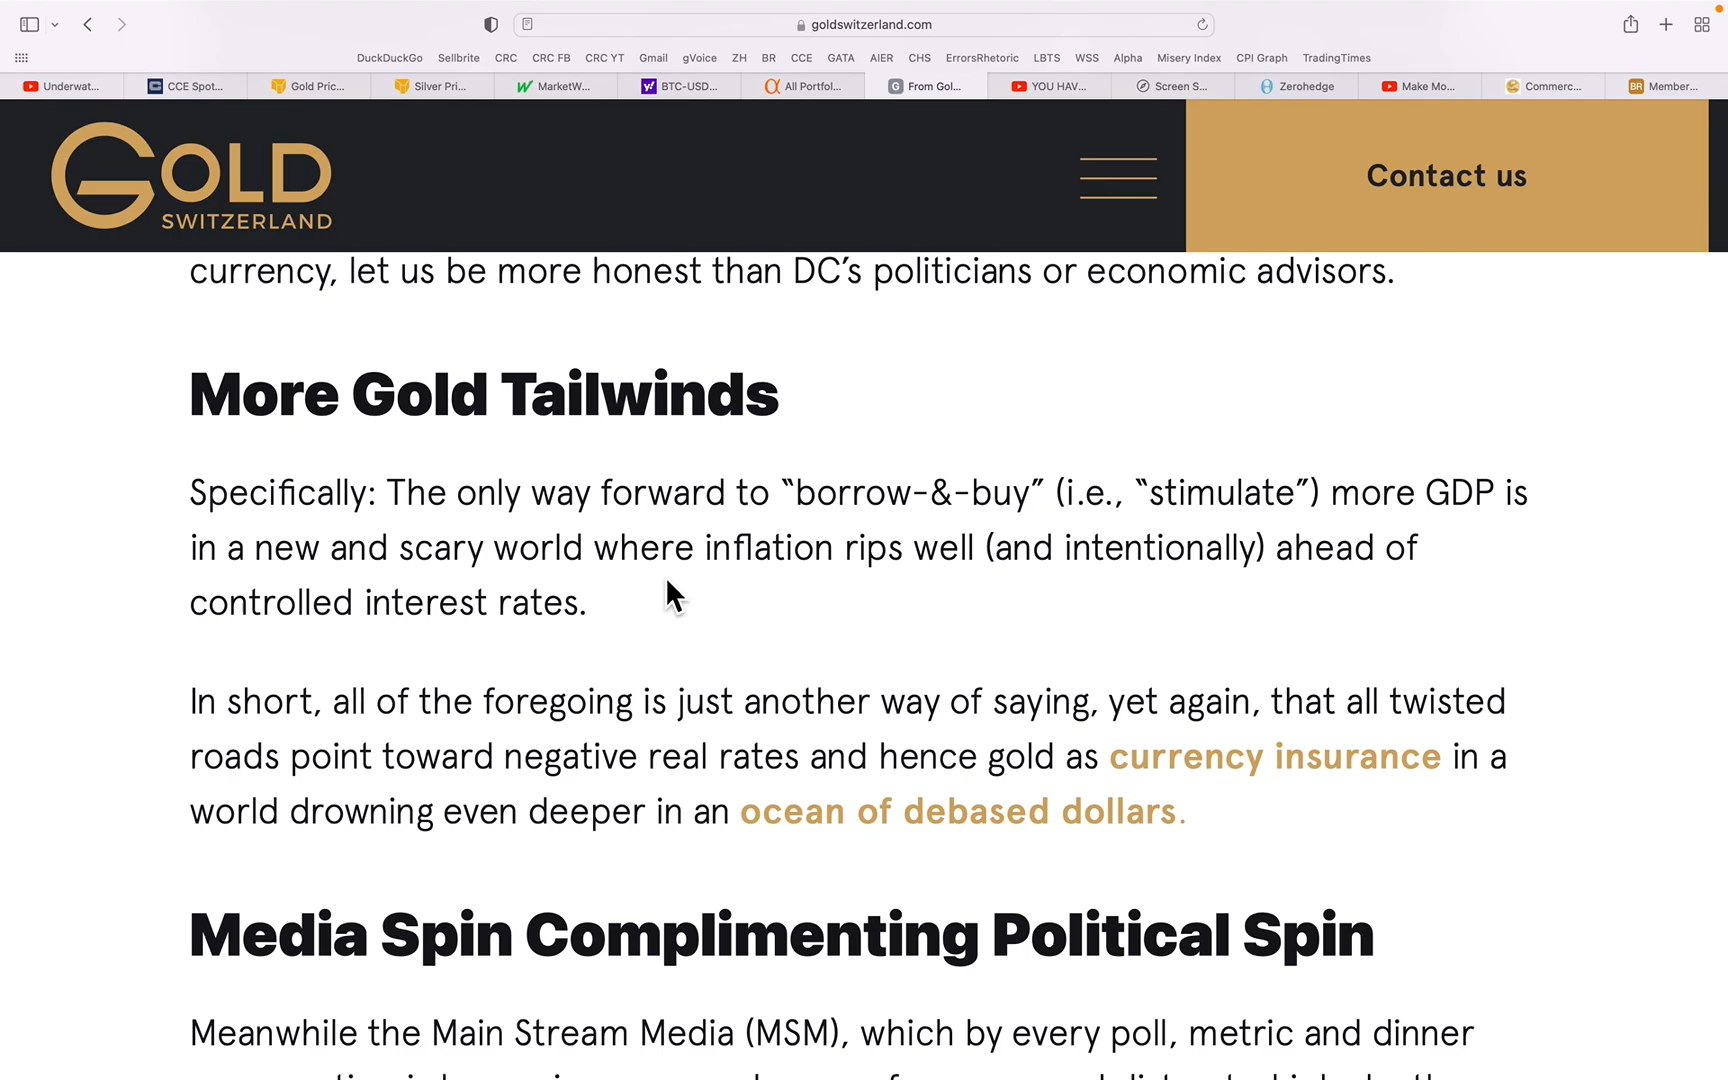 goldswitzerland.com
DuckDuckGo Sellbrite CRC CRC FB CRC YT Gmail gVoice ZH BR CCE GATA AIER CHS ErrorsRhetoric LBTS WSS Alpha Misery Index CPI Graph TradingTimes
Underwat... CCE Spot... Gold Pric... Silver Pri... MarketW... BTC-USD... All Portfol... From Gol... YOU HAV... Screen S... Zerohedge Make Mo... Commerc... Member...
GOLD
SWITZERLAND
Contact us
currency, let us be more honest than DC’s politicians or economic advisors.
More Gold Tailwinds
Specifically: The only way forward to “borrow-&-buy” (i.e., “stimulate”) more GDP is
in a new and scary world where inflation rips well (and intentionally) ahead of
controlled interest rates.
In short, all of the foregoing is just another way of saying, yet again, that all twisted
roads point toward negative real rates and hence gold as currency insurance in a
world drowning even deeper in an ocean of debased dollars.
Media Spin Complimenting Political Spin
Meanwhile the Main Stream Media (MSM), which by every poll, metric and dinner